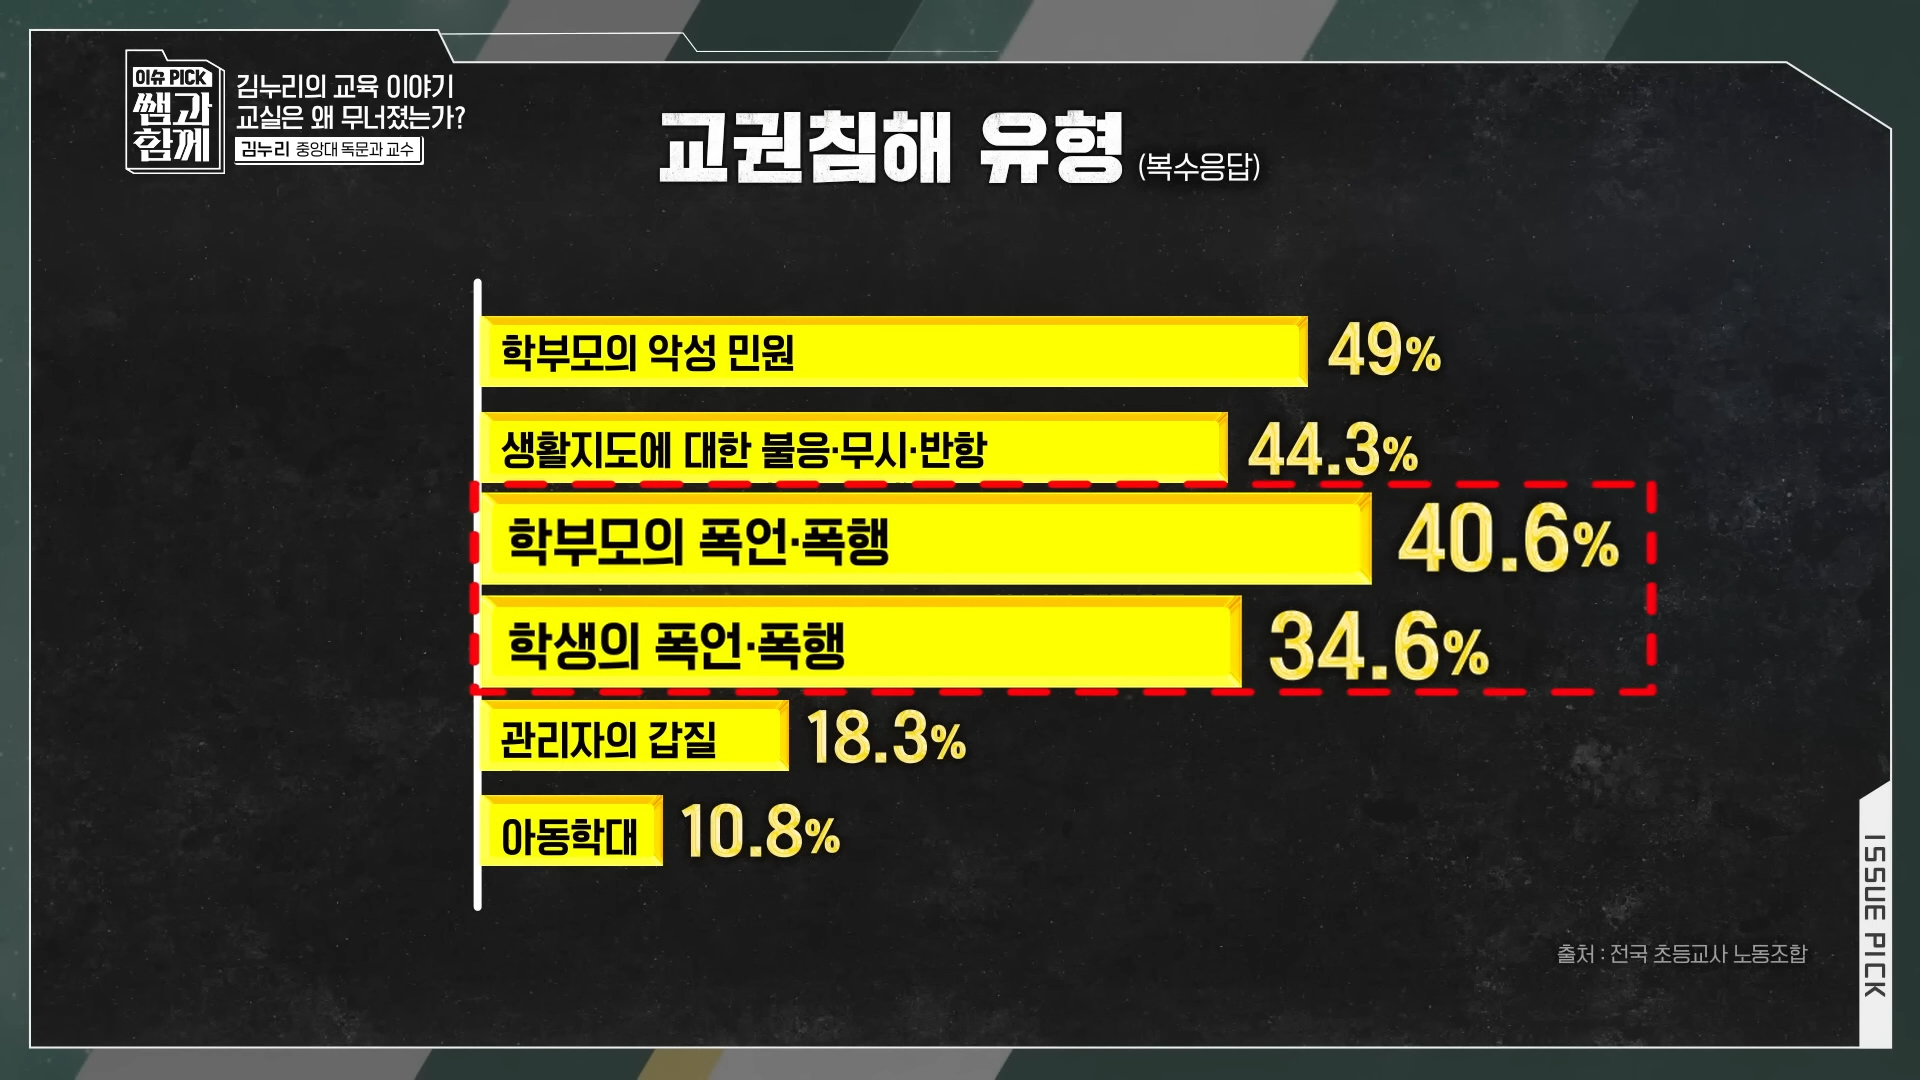 이슈 PICK
쌤과
함께
김누리의 교육 이야기
교실은 왜 무너졌는가?
김누리 중앙대 독문과 교수
교권침해 유형 (복수응답)
학부모의 악성 민원 49%
생활지도에 대한 불응·무시·반항 44.3%
학부모의 폭언·폭행 40.6%
학생의 폭언·폭행 34.6%
관리자의 갑질 18.3%
아동학대 10.8%
출처 : 전국 초등교사 노동조합
ISSUE PICK